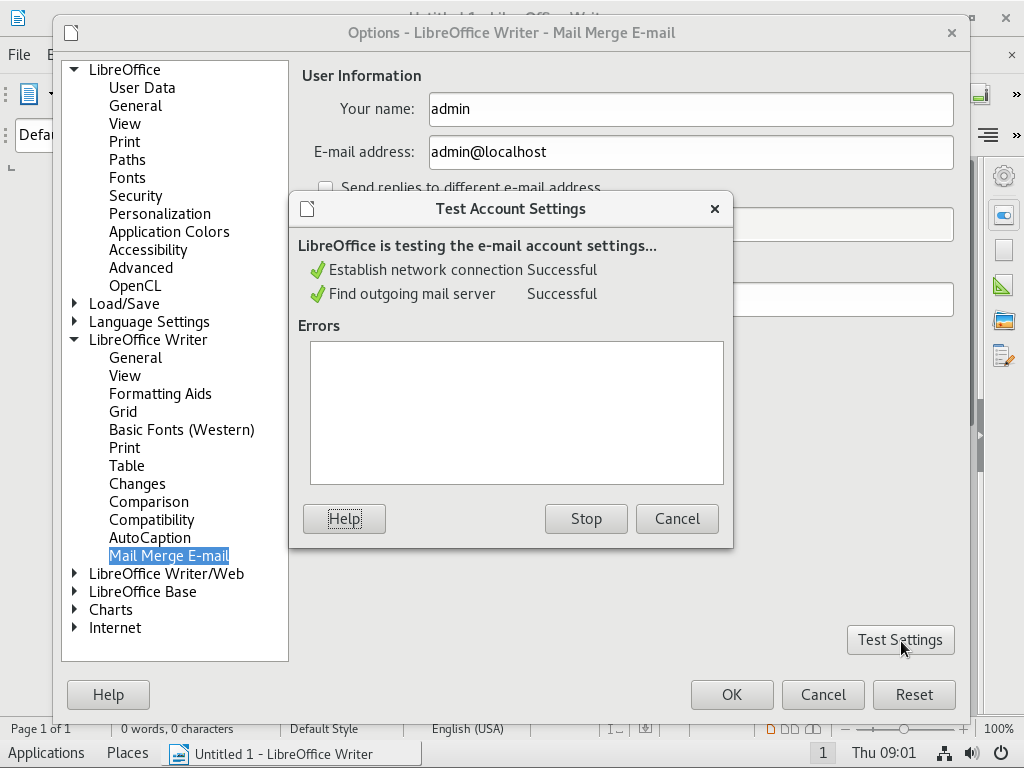 Options - LibreOffice Writer - Mail Merge E-mail
File
LibreOffice
User Data
General
View
Print
Paths
Fonts
Security
Personalization
Application Colors
Accessibility
Advanced
OpenCL
Load/Save
Language Settings
LibreOffice Writer
General
View
Formatting Aids
Grid
Basic Fonts (Western)
Print
Table
Changes
Comparison
Compatibility
AutoCaption
Mail Merge E-mail
LibreOffice Writer/Web
LibreOffice Base
Charts
Internet
User Information
Your name: admin
E-mail address: admin@localhost
Send replies to different e-mail address
Test Account Settings
LibreOffice is testing the e-mail account settings...
Establish network connection Successful
Find outgoing mail server Successful
Errors
Help Stop Cancel
Test Settings
Help OK Cancel Reset
Page 1 of 1 0 words, 0 characters Default Style English (USA) 100%
Applications Places Untitled 1 - LibreOffice Writer 1 Thu 09:01